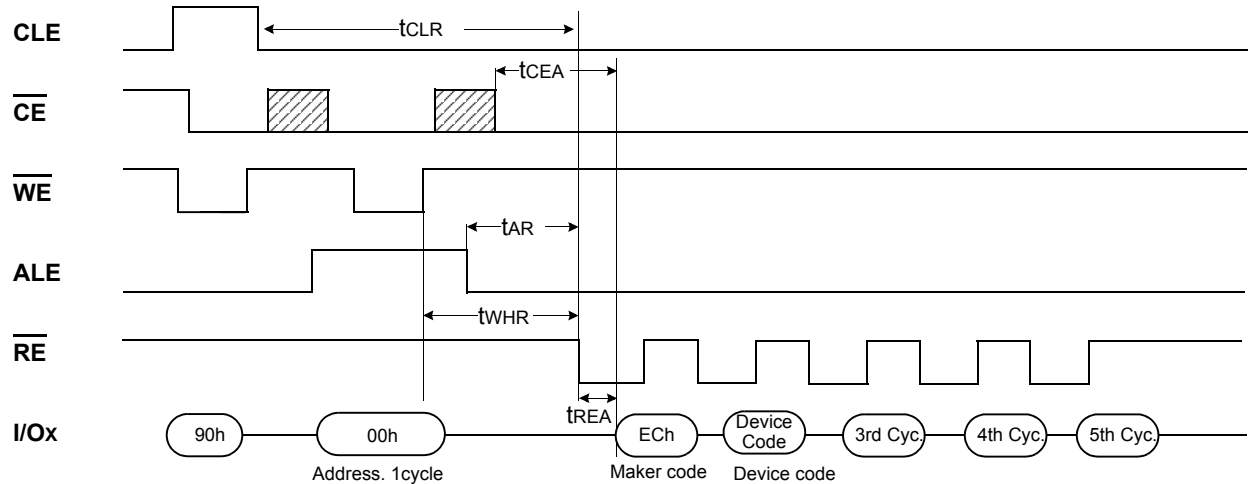 CLE
tCLR
tCEA
CE
WE
tAR
ALE
tWHR
RE
tREA
I/Ox
90h
00h
ECh
Device
Code
3rd Cyc.
4th Cyc.
5th Cyc.
Address. 1cycle
Maker code
Device code